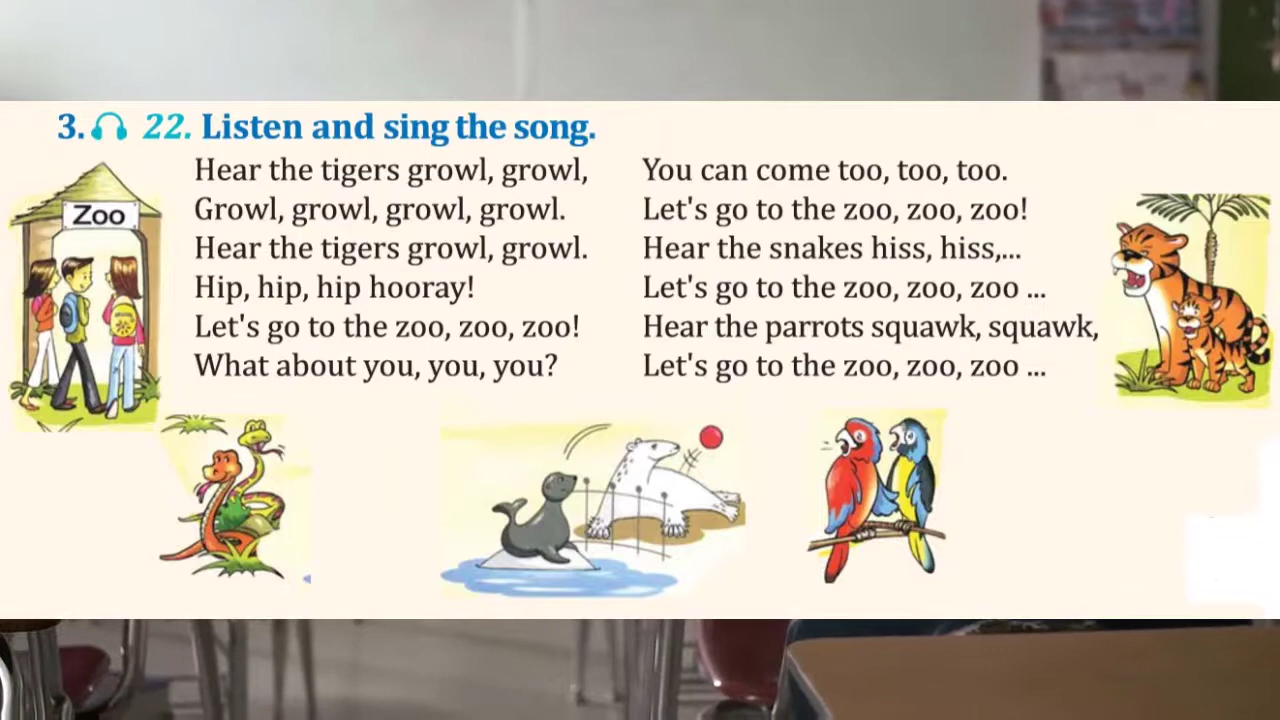 3. 22. Listen and sing the song.
Zoo
Hear the tigers growl, growl,
Growl, growl, growl, growl.
Hear the tigers growl, growl.
Hip, hip, hip hooray!
Let's go to the zoo, zoo, zoo!
What about you, you, you?
You can come too, too, too.
Let's go to the zoo, zoo, zoo!
Hear the snakes hiss, hiss,...
Let's go to the zoo, zoo, zoo ...
Hear the parrots squawk, squawk,
Let's go to the zoo, zoo, zoo ...